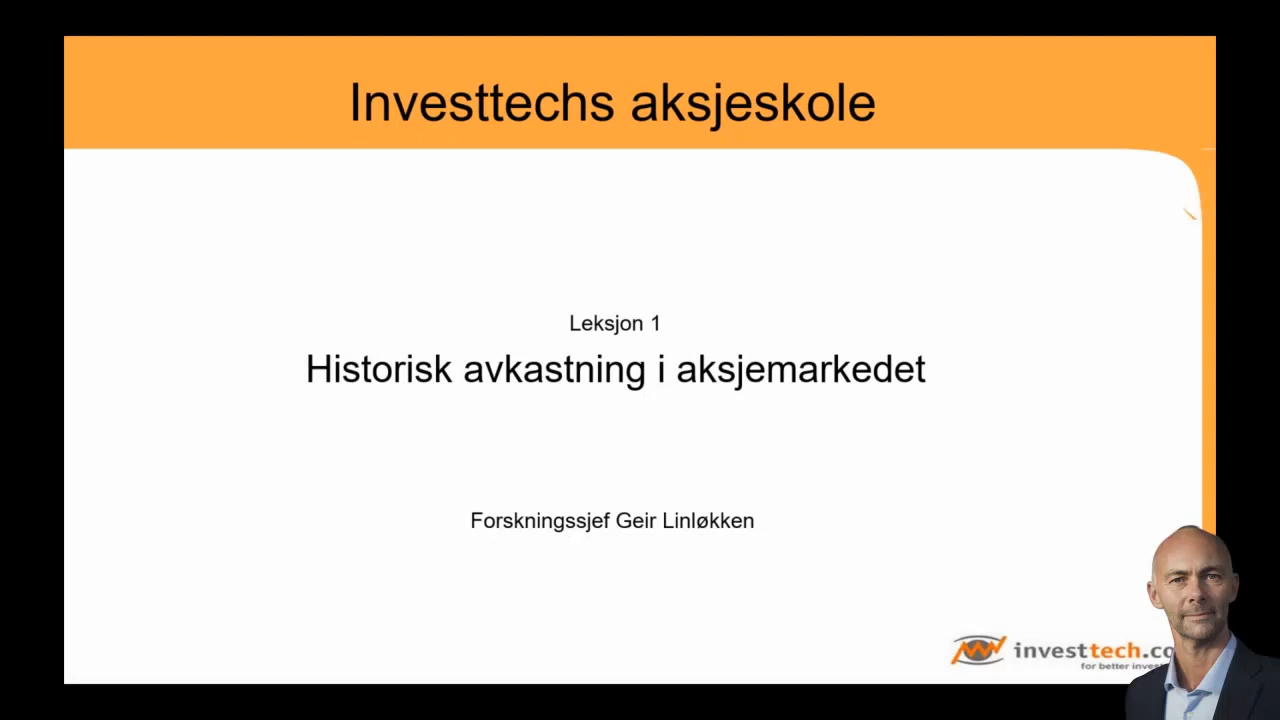 Investtechs aksjeskole
Leksjon 1
Historisk avkastning i aksjemarkedet
Forskningssjef Geir Linløkken
investtech.co
for better inves